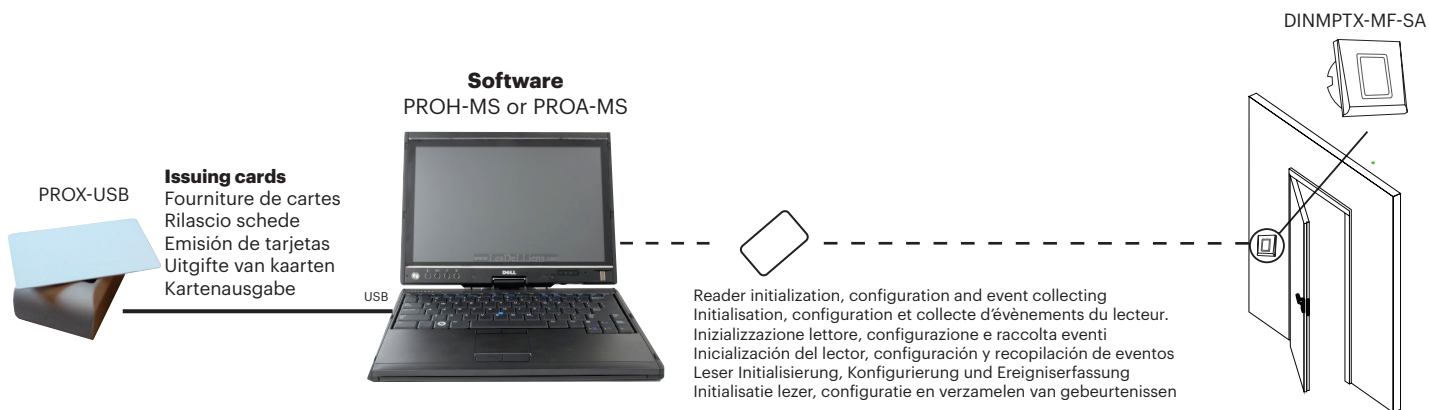 DINMPTX-MF-SA
Software
PROH-MS or PROA-MS
PROX-USB
Issuing cards
Fourniture de cartes
Rilascio schede
Emisión de tarjetas
Uitgifte van kaarten
Kartenausgabe
USB
DELL
Reader initialization, configuration and event collecting
Initialisation, configuration et collecte d’évènements du lecteur.
Inizializzazione lettore, configurazione e raccolta eventi
Inicialización del lector, configuración y recopilación de eventos
Leser Initialisierung, Konfigurierung und Ereigniserfassung
Initialisatie lezer, configuratie en verzamelen van gebeurtenissen